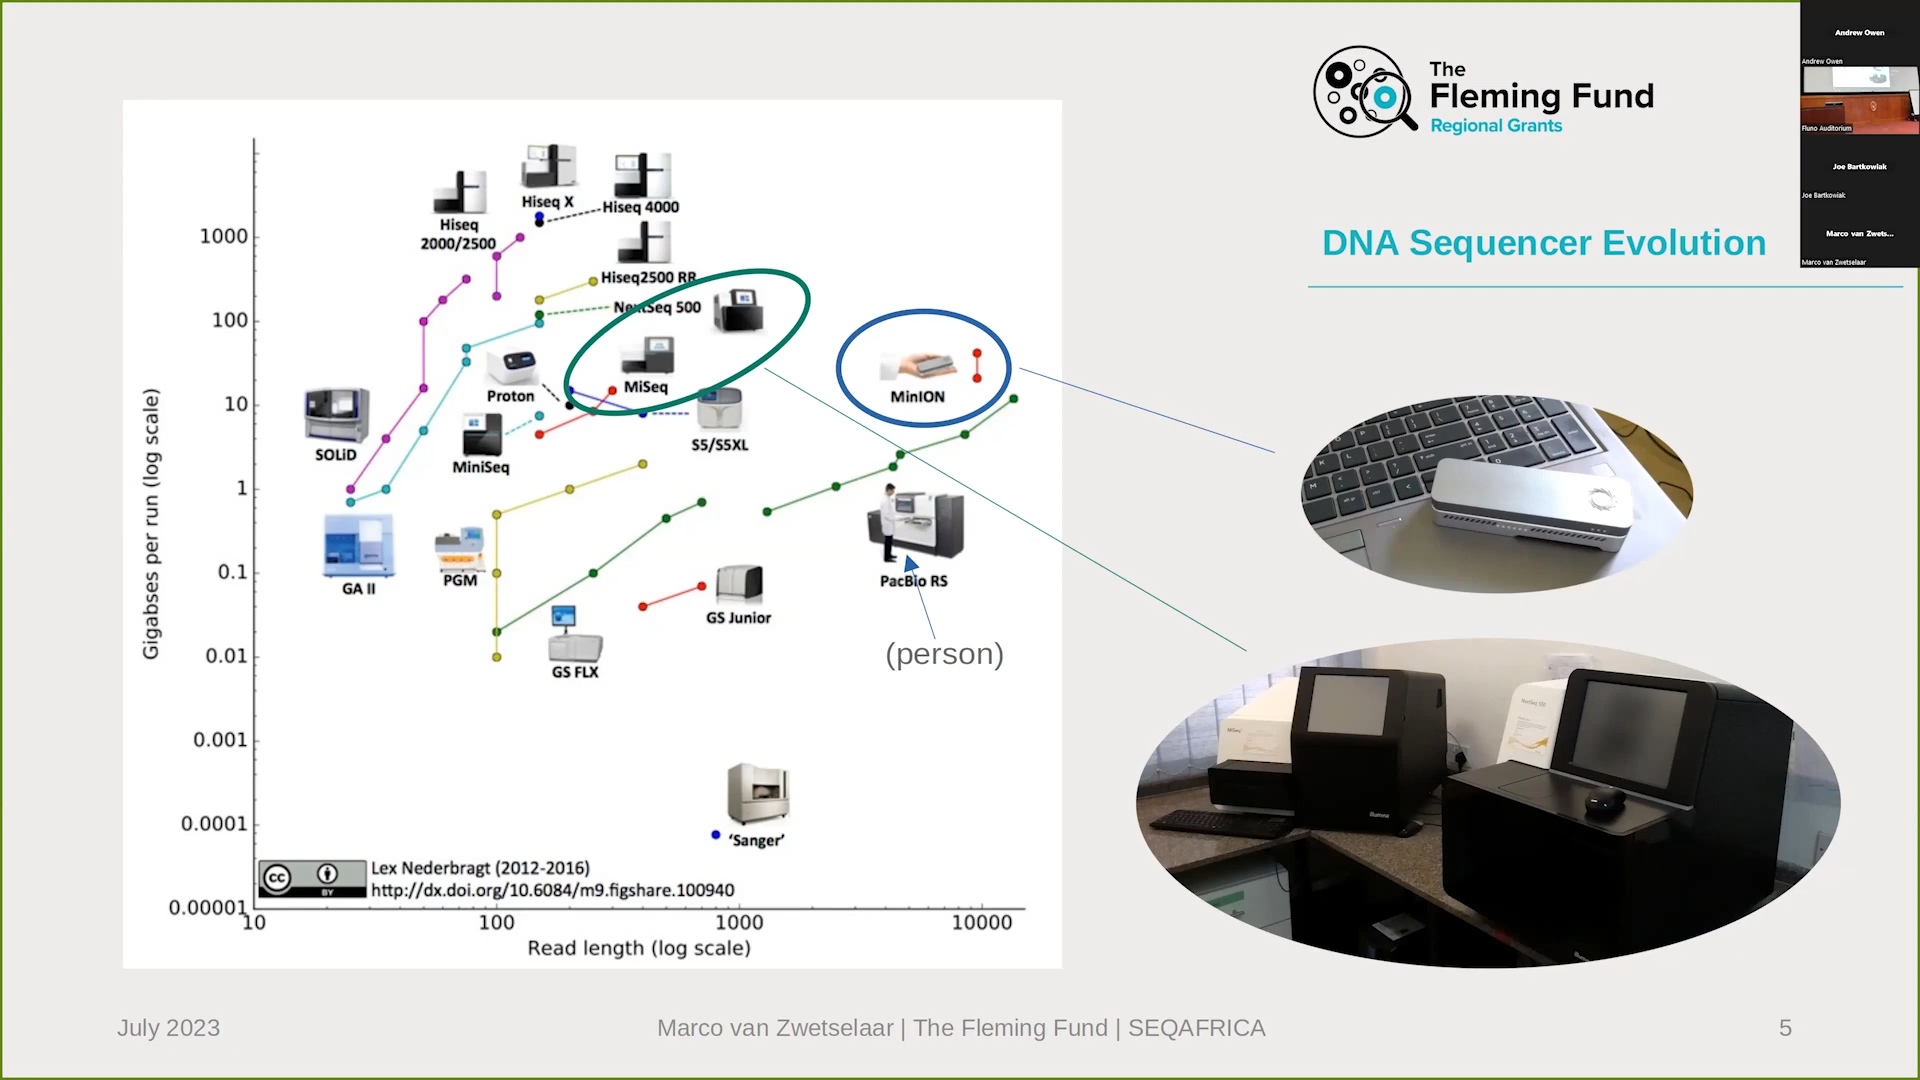 The
Fleming Fund
Regional Grants
DNA Sequencer Evolution
Andrew Owen
Andrew Owen
Fluno Auditorium
Joe Bartkowiak
Joe Bartkowiak
Marco van Zwets...
Marco van Zwetselaar
Gigabses per run (log scale)
1000
100
10
1
0.1
0.01
0.001
0.0001
0.00001
10
100
1000
10000
Read length (log scale)
Hiseq X
Hiseq 4000
Hiseq
2000/2500
Hiseq2500 RR
NextSeq 500
MiSeq
Proton
MinION
SOLiD
MiniSeq
S5/S5XL
GA II
PGM
PacBio RS
GS Junior
GS FLX
(person)
'Sanger'
cc
BY
Lex Nederbragt (2012-2016)
http://dx.doi.org/10.6084/m9.figshare.100940
July 2023
Marco van Zwetselaar | The Fleming Fund | SEQAFRICA
5